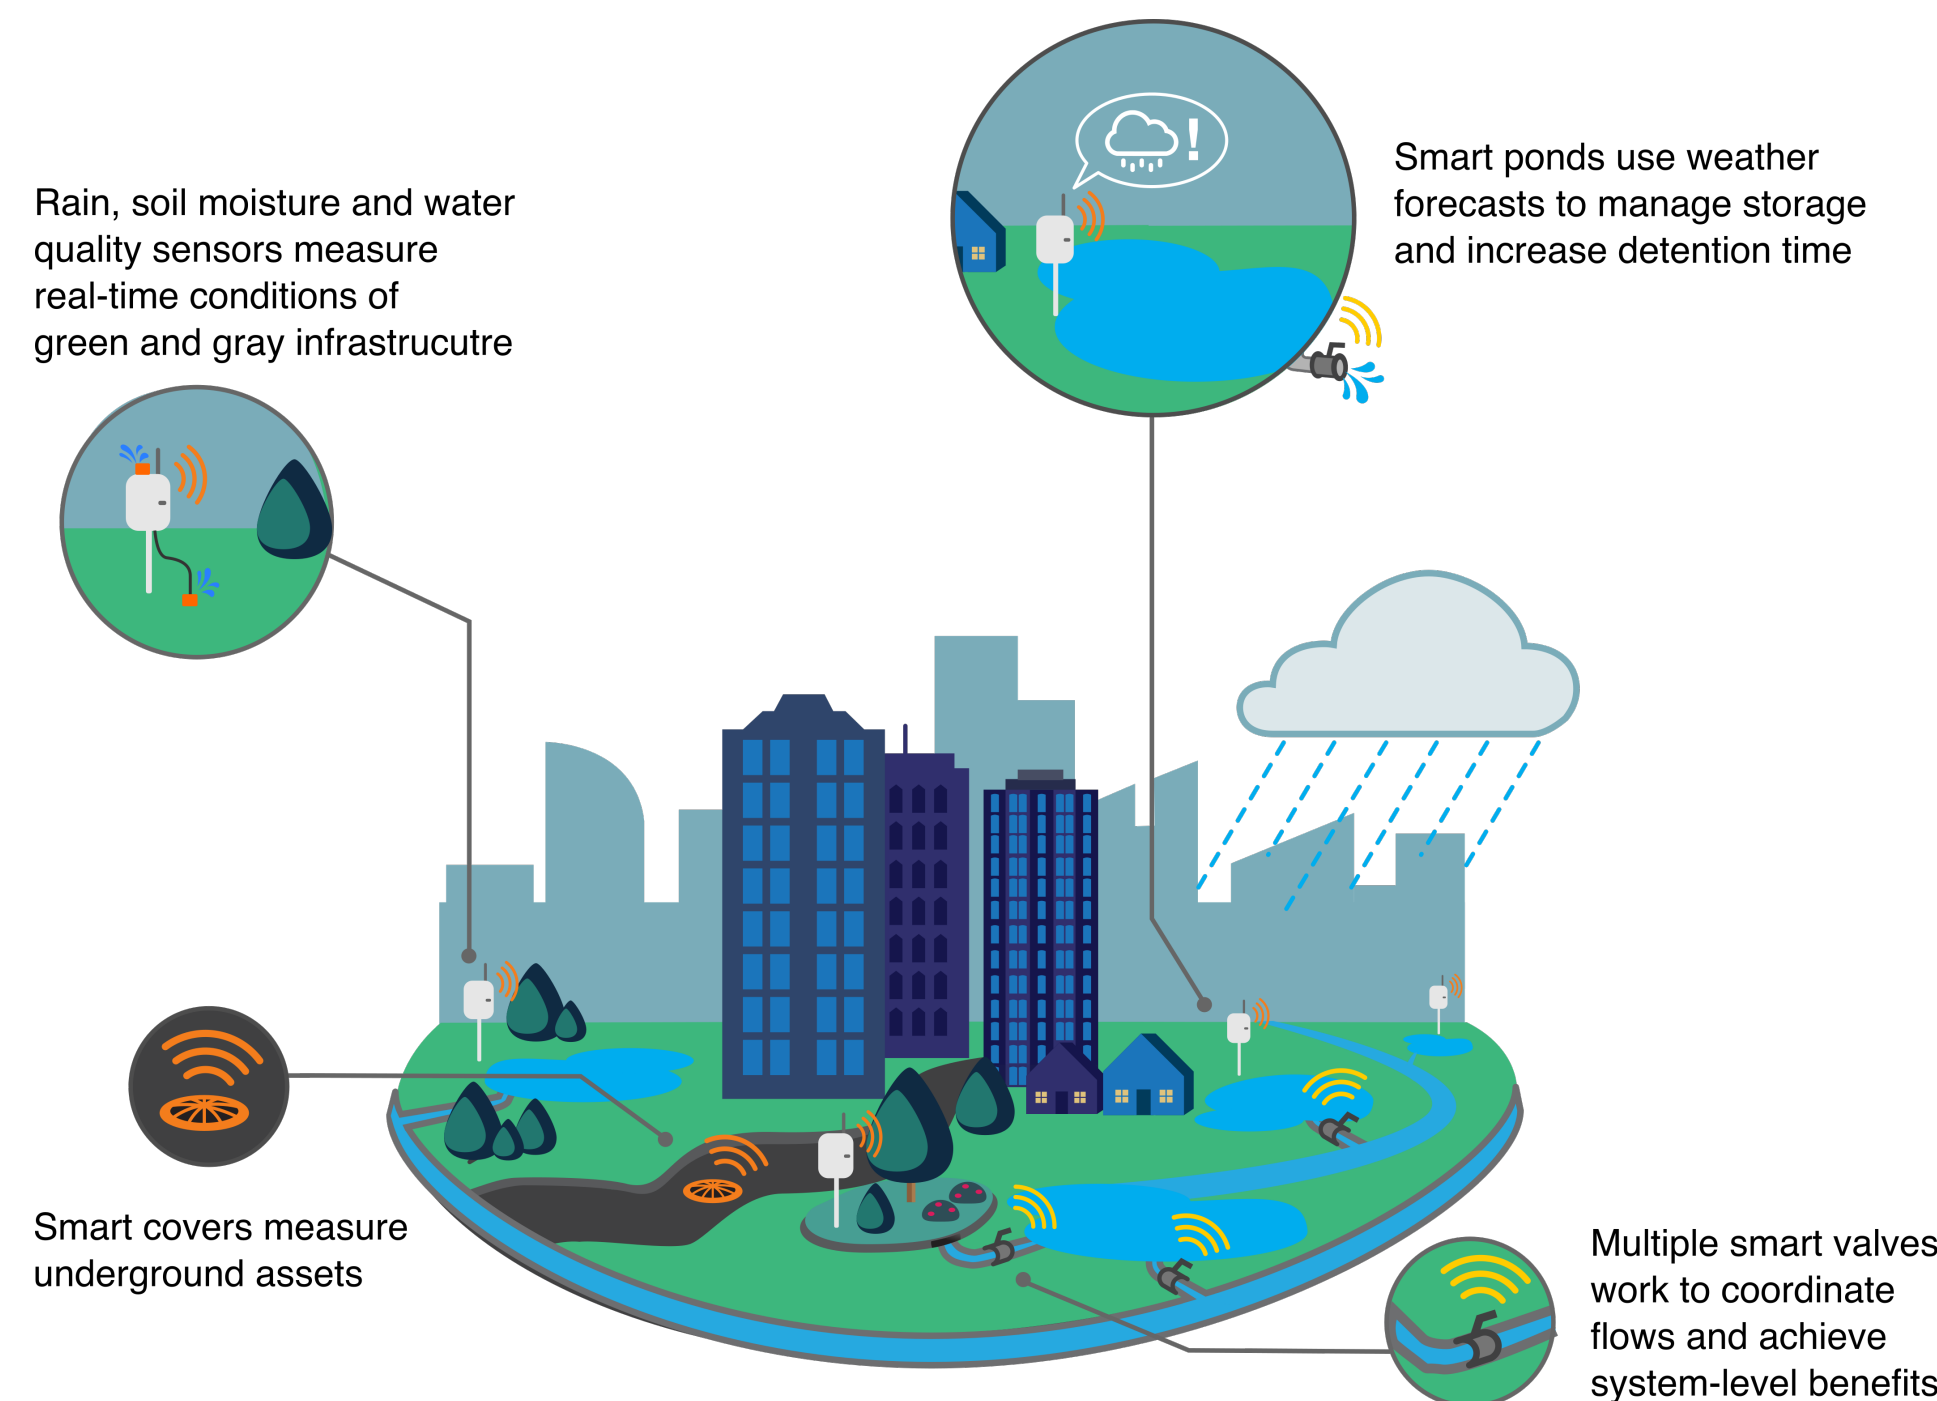 Rain, soil moisture and water
quality sensors measure
real-time conditions of
green and gray infrastrucutre
Smart ponds use weather
forecasts to manage storage
and increase detention time
!
Smart covers measure
underground assets
Multiple smart valves
work to coordinate
flows and achieve
system-level benefits